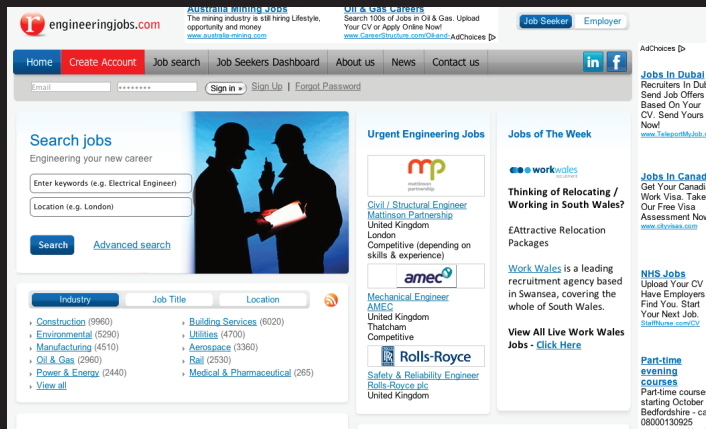 r engineeringjobs.com
Australia Mining Jobs
The mining industry is still hiring Lifestyle,
opportunity and money
www.australia-mining.com
Oil & Gas Careers
Search 100s of Jobs in Oil & Gas. Upload
Your CV or Apply Online Now!
www.CareerStructure.com/Oil-and-
AdChoices
Job Seeker
Employer
Home
Create Account
Job search
Job Seekers Dashboard
About us
News
Contact us
in f
Email
••••••••
Sign in »
Sign Up | Forgot Password
Search jobs
Engineering your new career
Enter keywords (e.g. Electrical Engineer)
Location (e.g. London)
Search
Advanced search
Industry
Job Title
Location
Construction (9960)
Environmental (5290)
Manufacturing (4510)
Oil & Gas (2960)
Power & Energy (2440)
View all
Building Services (6020)
Utilities (4700)
Aerospace (3360)
Rail (2530)
Medical & Pharmaceutical (265)
Urgent Engineering Jobs
mp
mattinson
partnership
Civil / Structural Engineer
Mattinson Partnership
United Kingdom
London
Competitive (depending on
skills & experience)
amec
Mechanical Engineer
AMEC
United Kingdom
Thatcham
Competitive
Rolls-Royce
Safety & Reliability Engineer
Rolls-Royce plc
United Kingdom
Jobs of The Week
workwales
Thinking of Relocating /
Working in South Wales?
£Attractive Relocation
Packages
Work Wales is a leading
recruitment agency based
in Swansea, covering the
whole of South Wales.
View All Live Work Wales
Jobs - Click Here
AdChoices
Jobs In Dubai
Recruiters In Dub
Send Job Offers
Based On Your
CV. Send Yours
Now!
www.TeleportMyJob.
Jobs In Canad
Get Your Canadi
Work Visa. Take
Our Free Visa
Assessment Now
www.cityvisas.com
NHS Jobs
Upload Your CV
Have Employers
Find You. Start
Your Next Job.
StaffNurse.com/CV
Part-time
evening
courses
Part-time courses
starting October
Bedfordshire - ca
08000130925